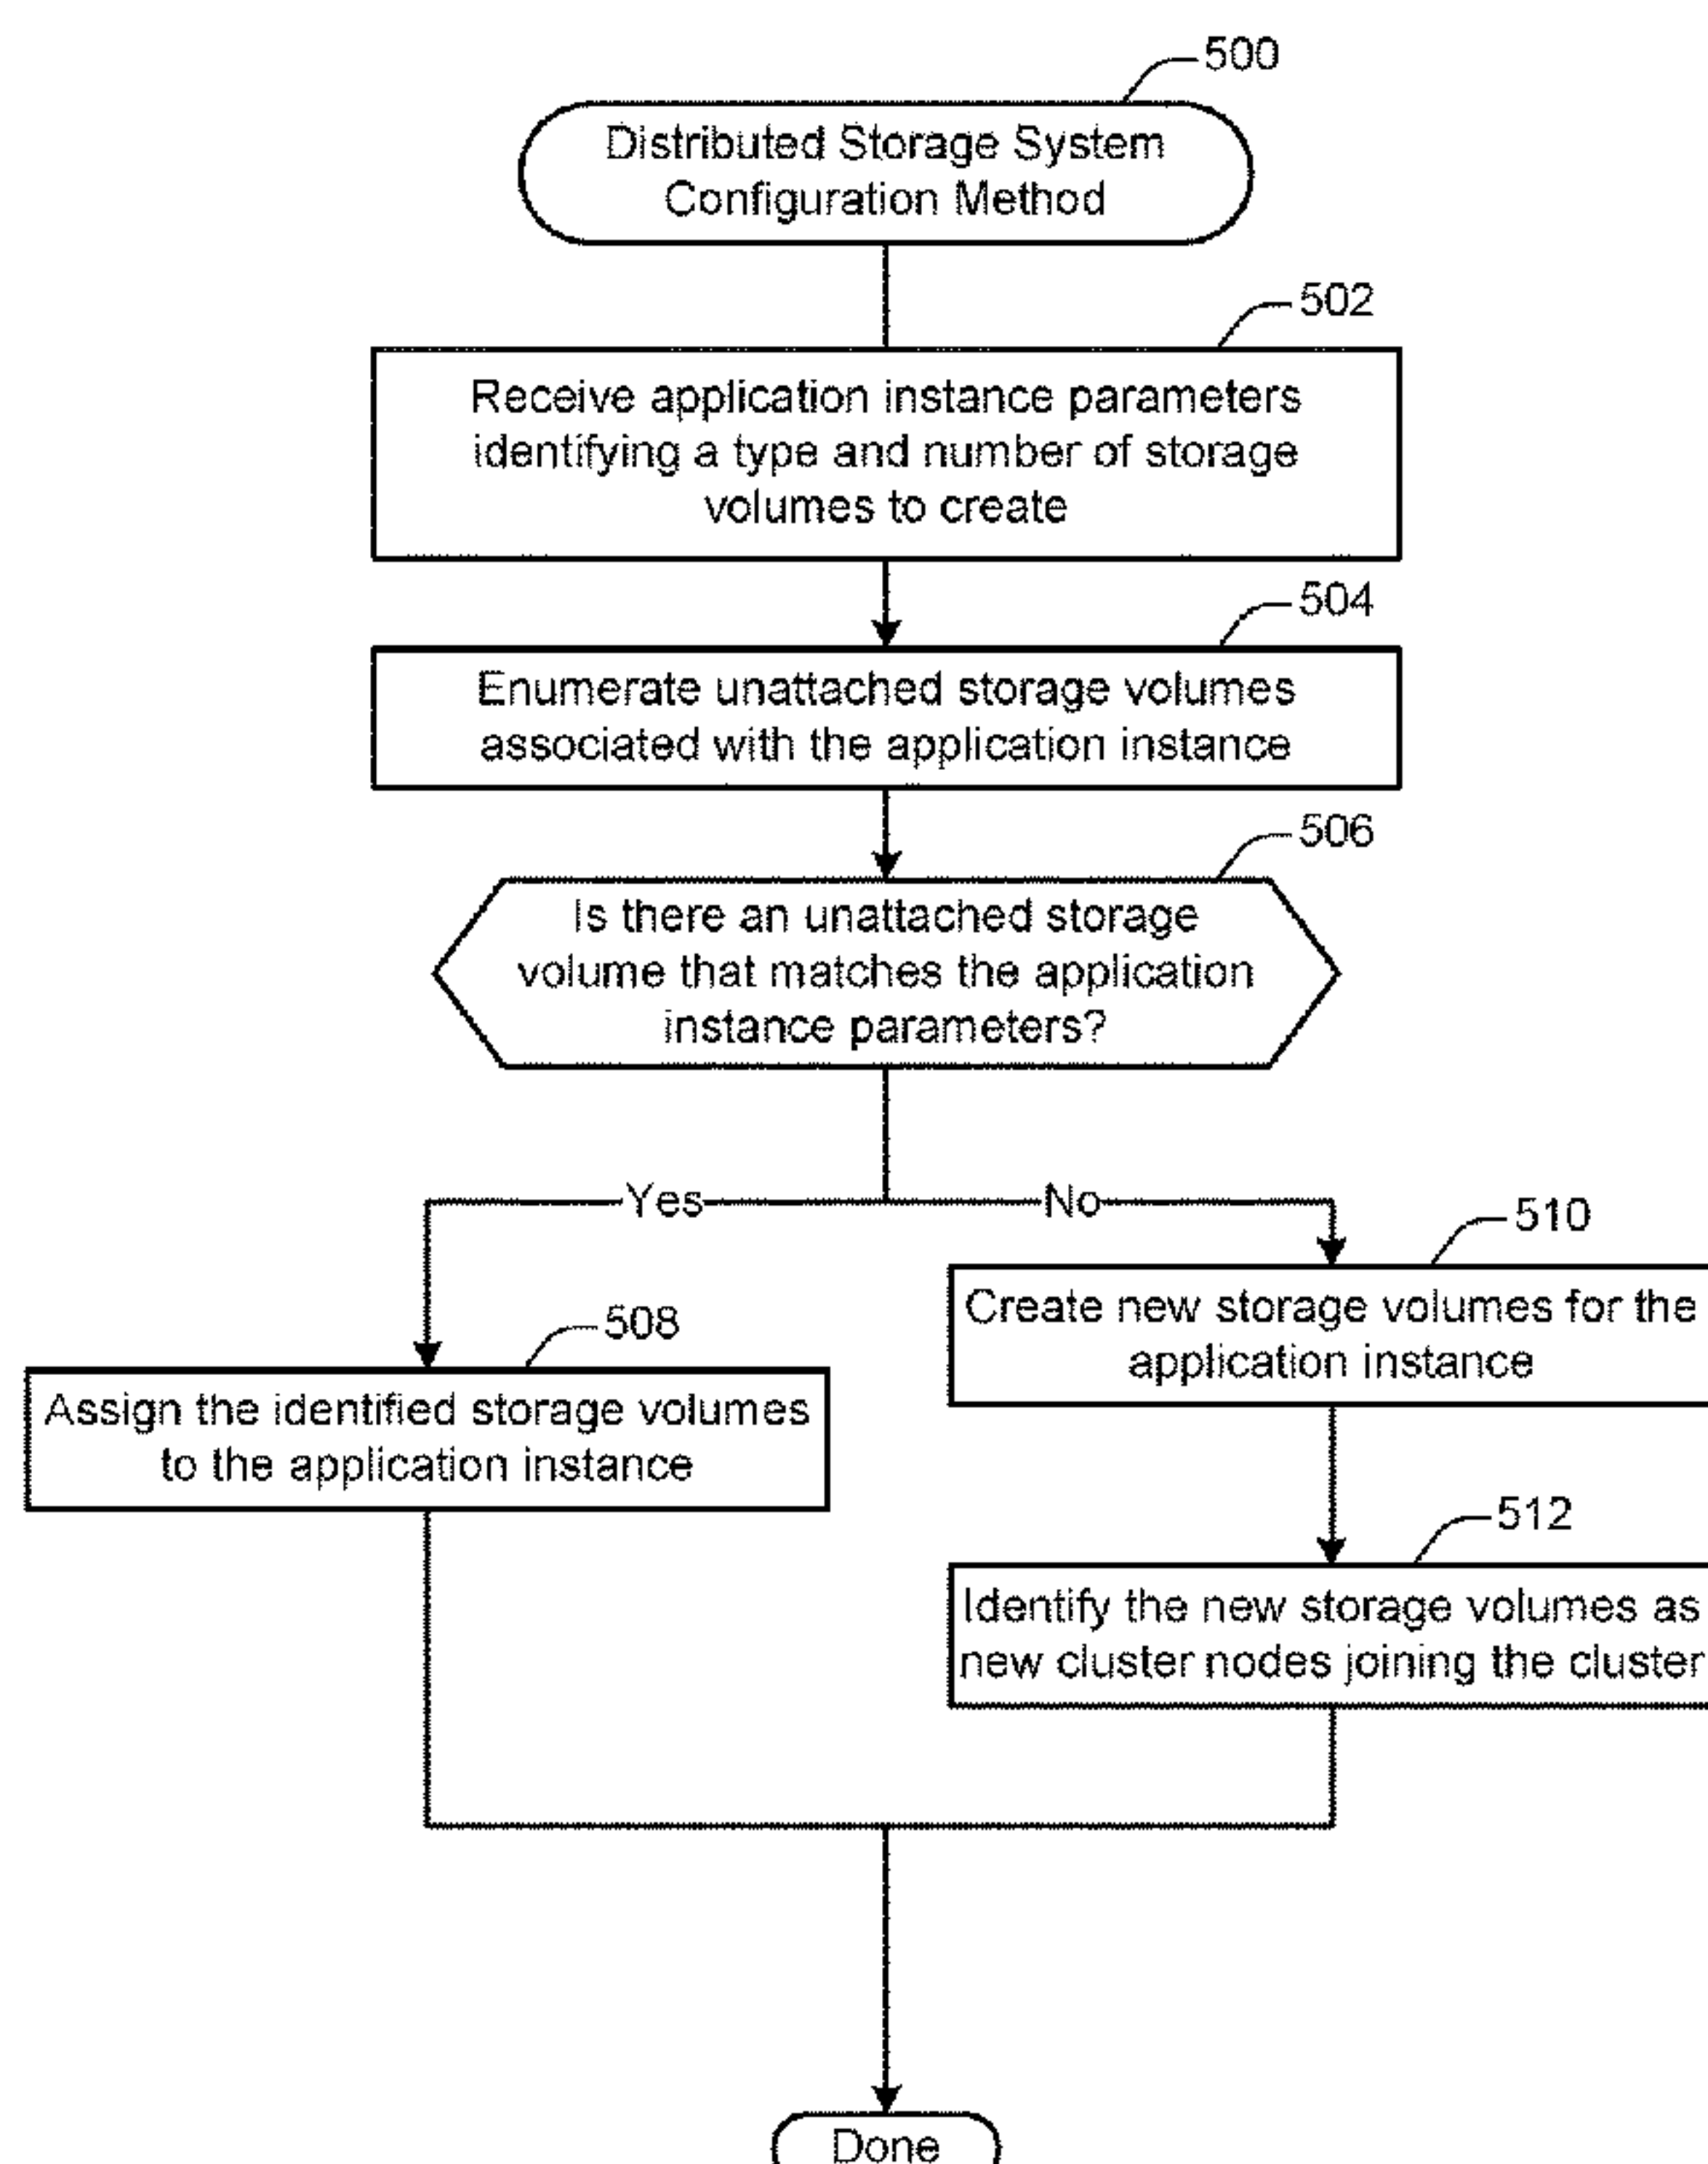 500
Distributed Storage System
Configuration Method
502
Receive application instance parameters
identifying a type and number of storage
volumes to create
504
Enumerate unattached storage volumes
associated with the application instance
506
Is there an unattached storage
volume that matches the application
instance parameters?
Yes
No
510
Create new storage volumes for the
application instance
508
Assign the identified storage volumes
to the application instance
512
Identify the new storage volumes as
new cluster nodes joining the cluster
Done